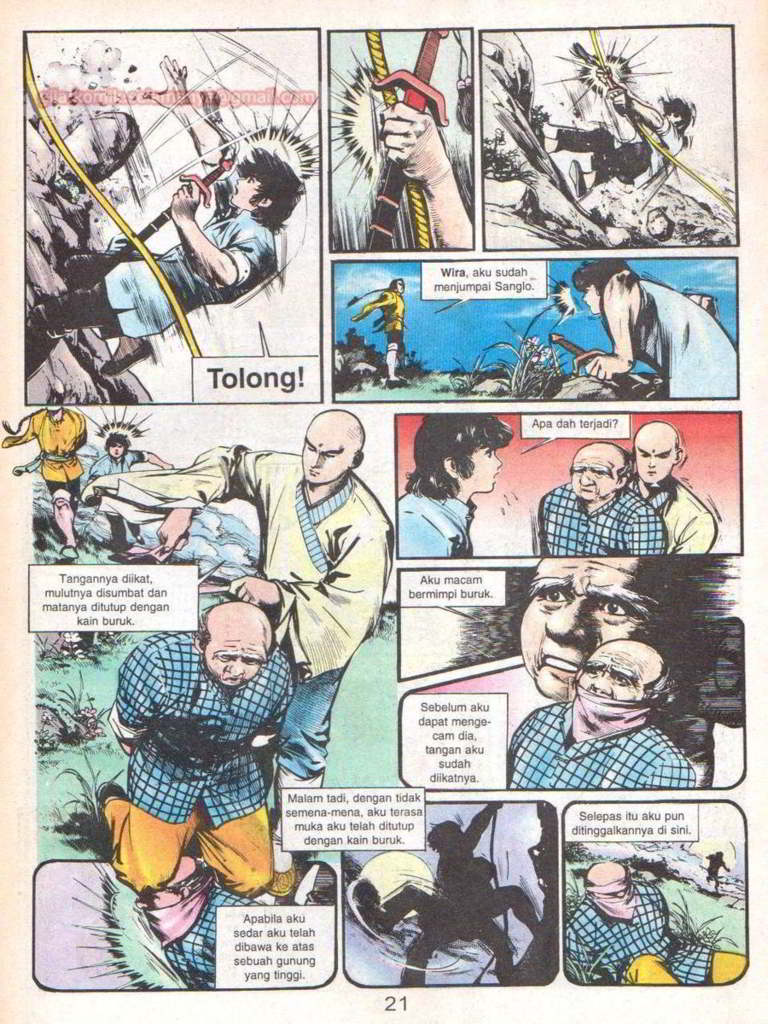 Tolong!
Wira, aku sudah
menjumpai Sanglo.
Tangannya diikat,
mulutnya disumbat dan
matanya ditutup dengan
kain buruk.
Apa dah terjadi?
Aku macam
bermimpi buruk.
Sebelum aku
dapat menge-
cam dia,
tangan aku
sudah
diikatnya.
Malam tadi, dengan tidak
semena-mena, aku terasa
muka aku telah ditutup
dengan kain buruk.
Apabila aku
sedar aku telah
dibawa ke atas
sebuah gunung
yang tinggi.
Selepas itu aku pun
ditinggalkannya di sini.
21